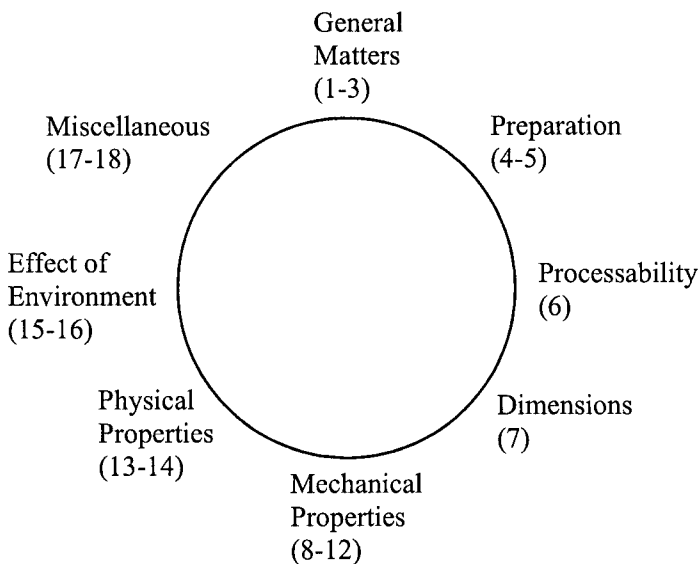 General
Matters
(1-3)
Preparation
(4-5)
Processability
(6)
Dimensions
(7)
Mechanical
Properties
(8-12)
Physical
Properties
(13-14)
Effect of
Environment
(15-16)
Miscellaneous
(17-18)